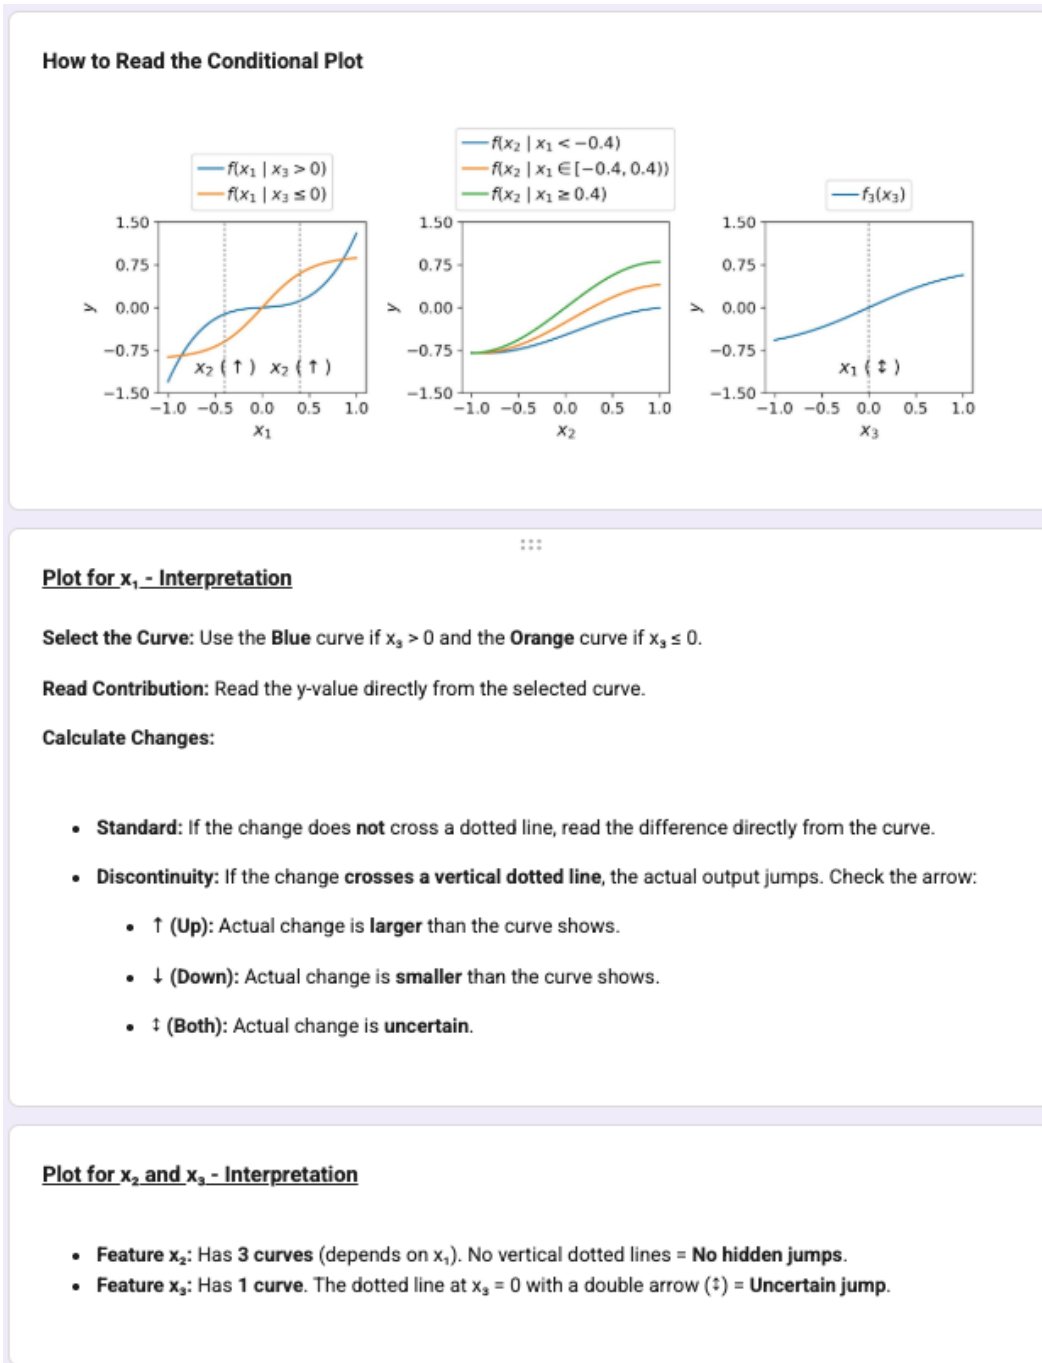 How to Read the Conditional Plot
f(x₁ | x₃ > 0)
f(x₁ | x₃ ≤ 0)
1.50
0.75
0.00
−0.75
−1.50
y
x₂ (↑) x₂ (↑)
−1.0 −0.5 0.0 0.5 1.0
x₁
f(x₂ | x₁ < −0.4)
f(x₂ | x₁ ∈ [−0.4, 0.4))
f(x₂ | x₁ ≥ 0.4)
1.50
0.75
0.00
−0.75
−1.50
y
−1.0 −0.5 0.0 0.5 1.0
x₂
f₃(x₃)
1.50
0.75
0.00
−0.75
−1.50
y
x₁ (↕)
−1.0 −0.5 0.0 0.5 1.0
x₃
Plot for x₁ - Interpretation
Select the Curve: Use the Blue curve if x₃ > 0 and the Orange curve if x₃ ≤ 0.
Read Contribution: Read the y-value directly from the selected curve.
Calculate Changes:
• Standard: If the change does not cross a dotted line, read the difference directly from the curve.
• Discontinuity: If the change crosses a vertical dotted line, the actual output jumps. Check the arrow:
• ↑ (Up): Actual change is larger than the curve shows.
• ↓ (Down): Actual change is smaller than the curve shows.
• ↕ (Both): Actual change is uncertain.
Plot for x₂ and x₃ - Interpretation
• Feature x₂: Has 3 curves (depends on x₁). No vertical dotted lines = No hidden jumps.
• Feature x₃: Has 1 curve. The dotted line at x₃ = 0 with a double arrow (↕) = Uncertain jump.